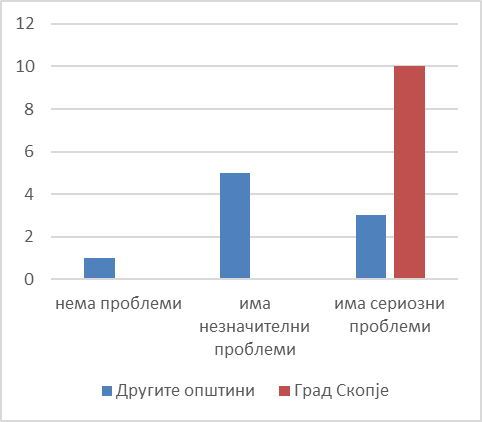 12
10
8
6
4
2
0
нема проблеми
има
незначителни
проблеми
има сериозни
проблеми
Другите општини
Град Скопје